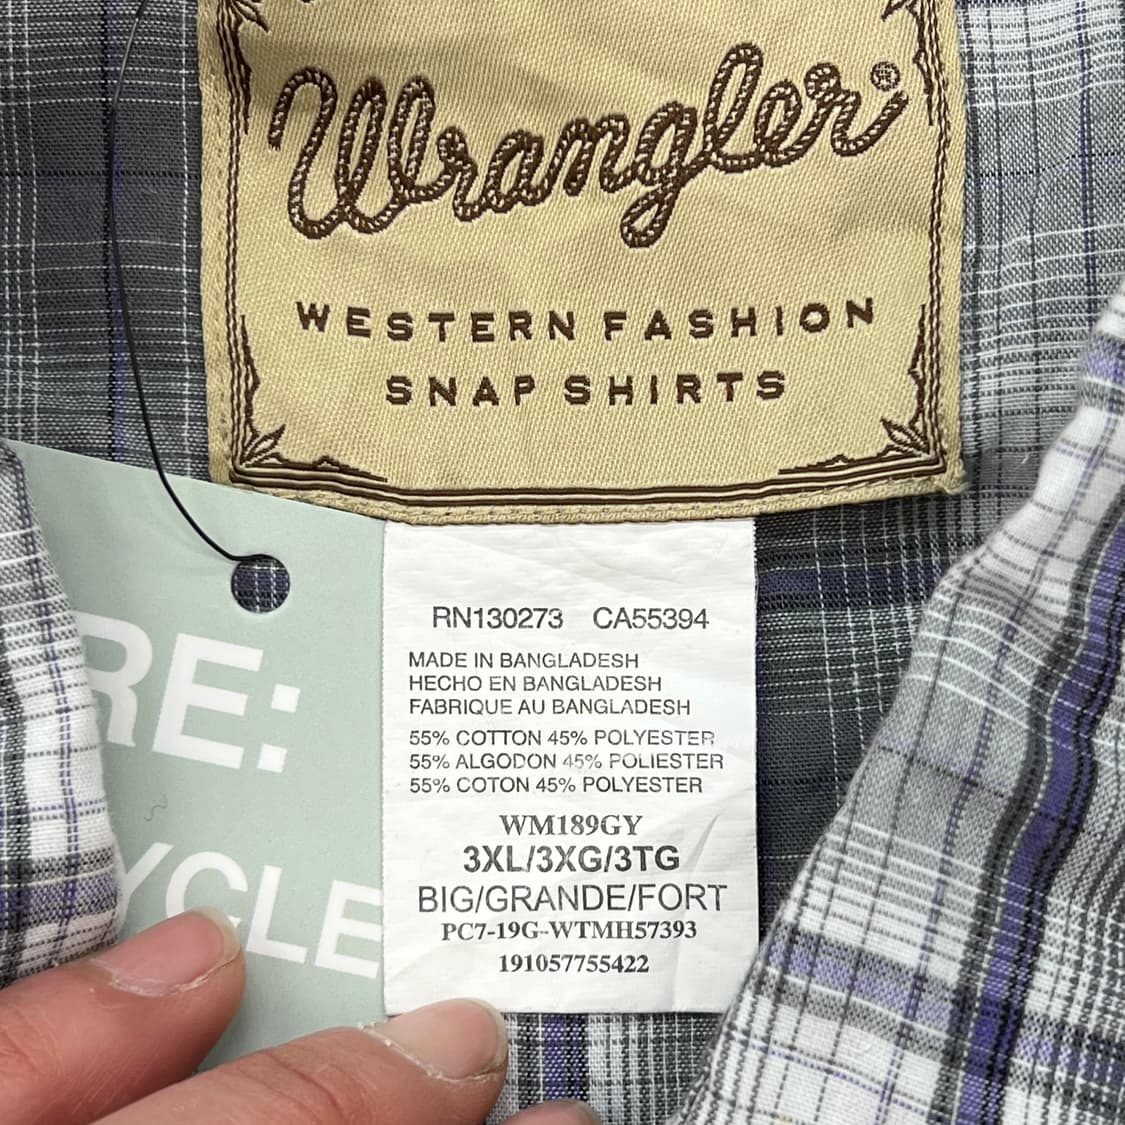 Wrangler®
WESTERN FASHION
SNAP SHIRTS
RE:
YCLE
RN130273 CA55394
MADE IN BANGLADESH
HECHO EN BANGLADESH
FABRIQUE AU BANGLADESH
55% COTTON 45% POLYESTER
55% ALGODON 45% POLIESTER
55% COTON 45% POLYESTER
WM189GY
3XL/3XG/3TG
BIG/GRANDE/FORT
PC7-19G-WTMH57393
191057755422